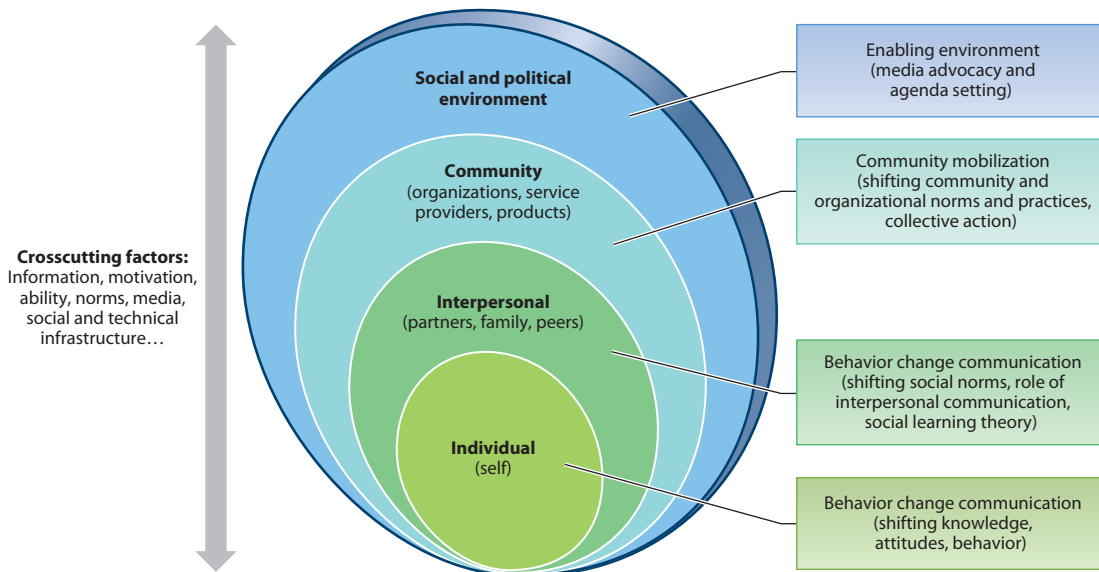 Crosscutting factors:
Information, motivation,
ability, norms, media,
social and technical
infrastructure…
Social and political
environment
Community
(organizations, service
providers, products)
Interpersonal
(partners, family, peers)
Individual
(self)
Enabling environment
(media advocacy and
agenda setting)
Community mobilization
(shifting community and
organizational norms and practices,
collective action)
Behavior change communication
(shifting social norms, role of
interpersonal communication,
social learning theory)
Behavior change communication
(shifting knowledge,
attitudes, behavior)